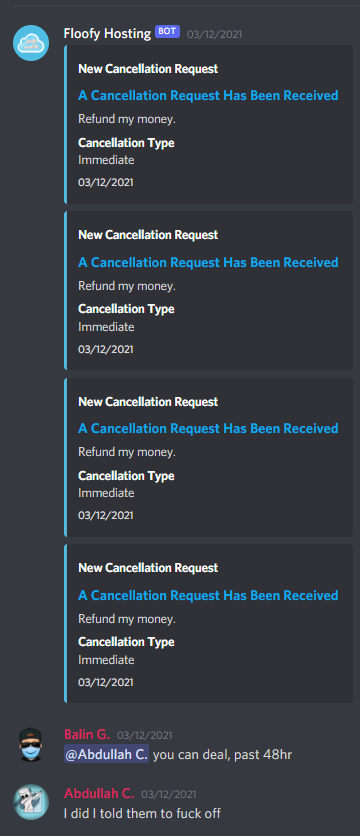 Floofy Hosting BOT 03/12/2021
New Cancellation Request
A Cancellation Request Has Been Received
Refund my money.
Cancellation Type
Immediate
03/12/2021
New Cancellation Request
A Cancellation Request Has Been Received
Refund my money.
Cancellation Type
Immediate
03/12/2021
New Cancellation Request
A Cancellation Request Has Been Received
Refund my money.
Cancellation Type
Immediate
03/12/2021
New Cancellation Request
A Cancellation Request Has Been Received
Refund my money.
Cancellation Type
Immediate
03/12/2021
Balin G. 03/12/2021
@Abdullah C. you can deal, past 48hr
Abdullah C. 03/12/2021
I did I told them to fuck off